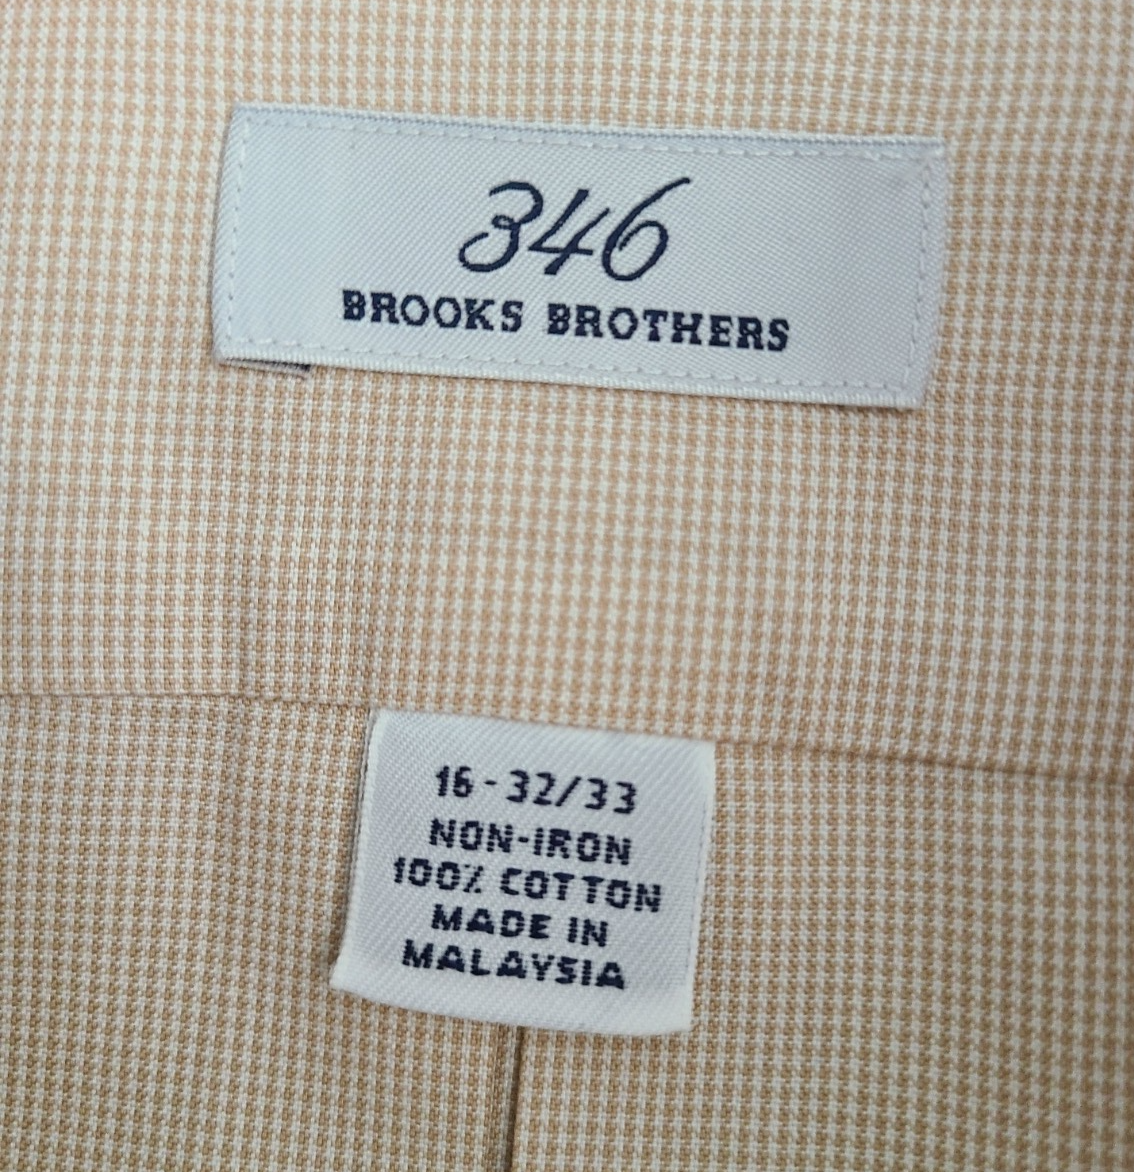 346
BROOKS BROTHERS
16-32/33
NON-IRON
100% COTTON
MADE IN
MALAYSIA